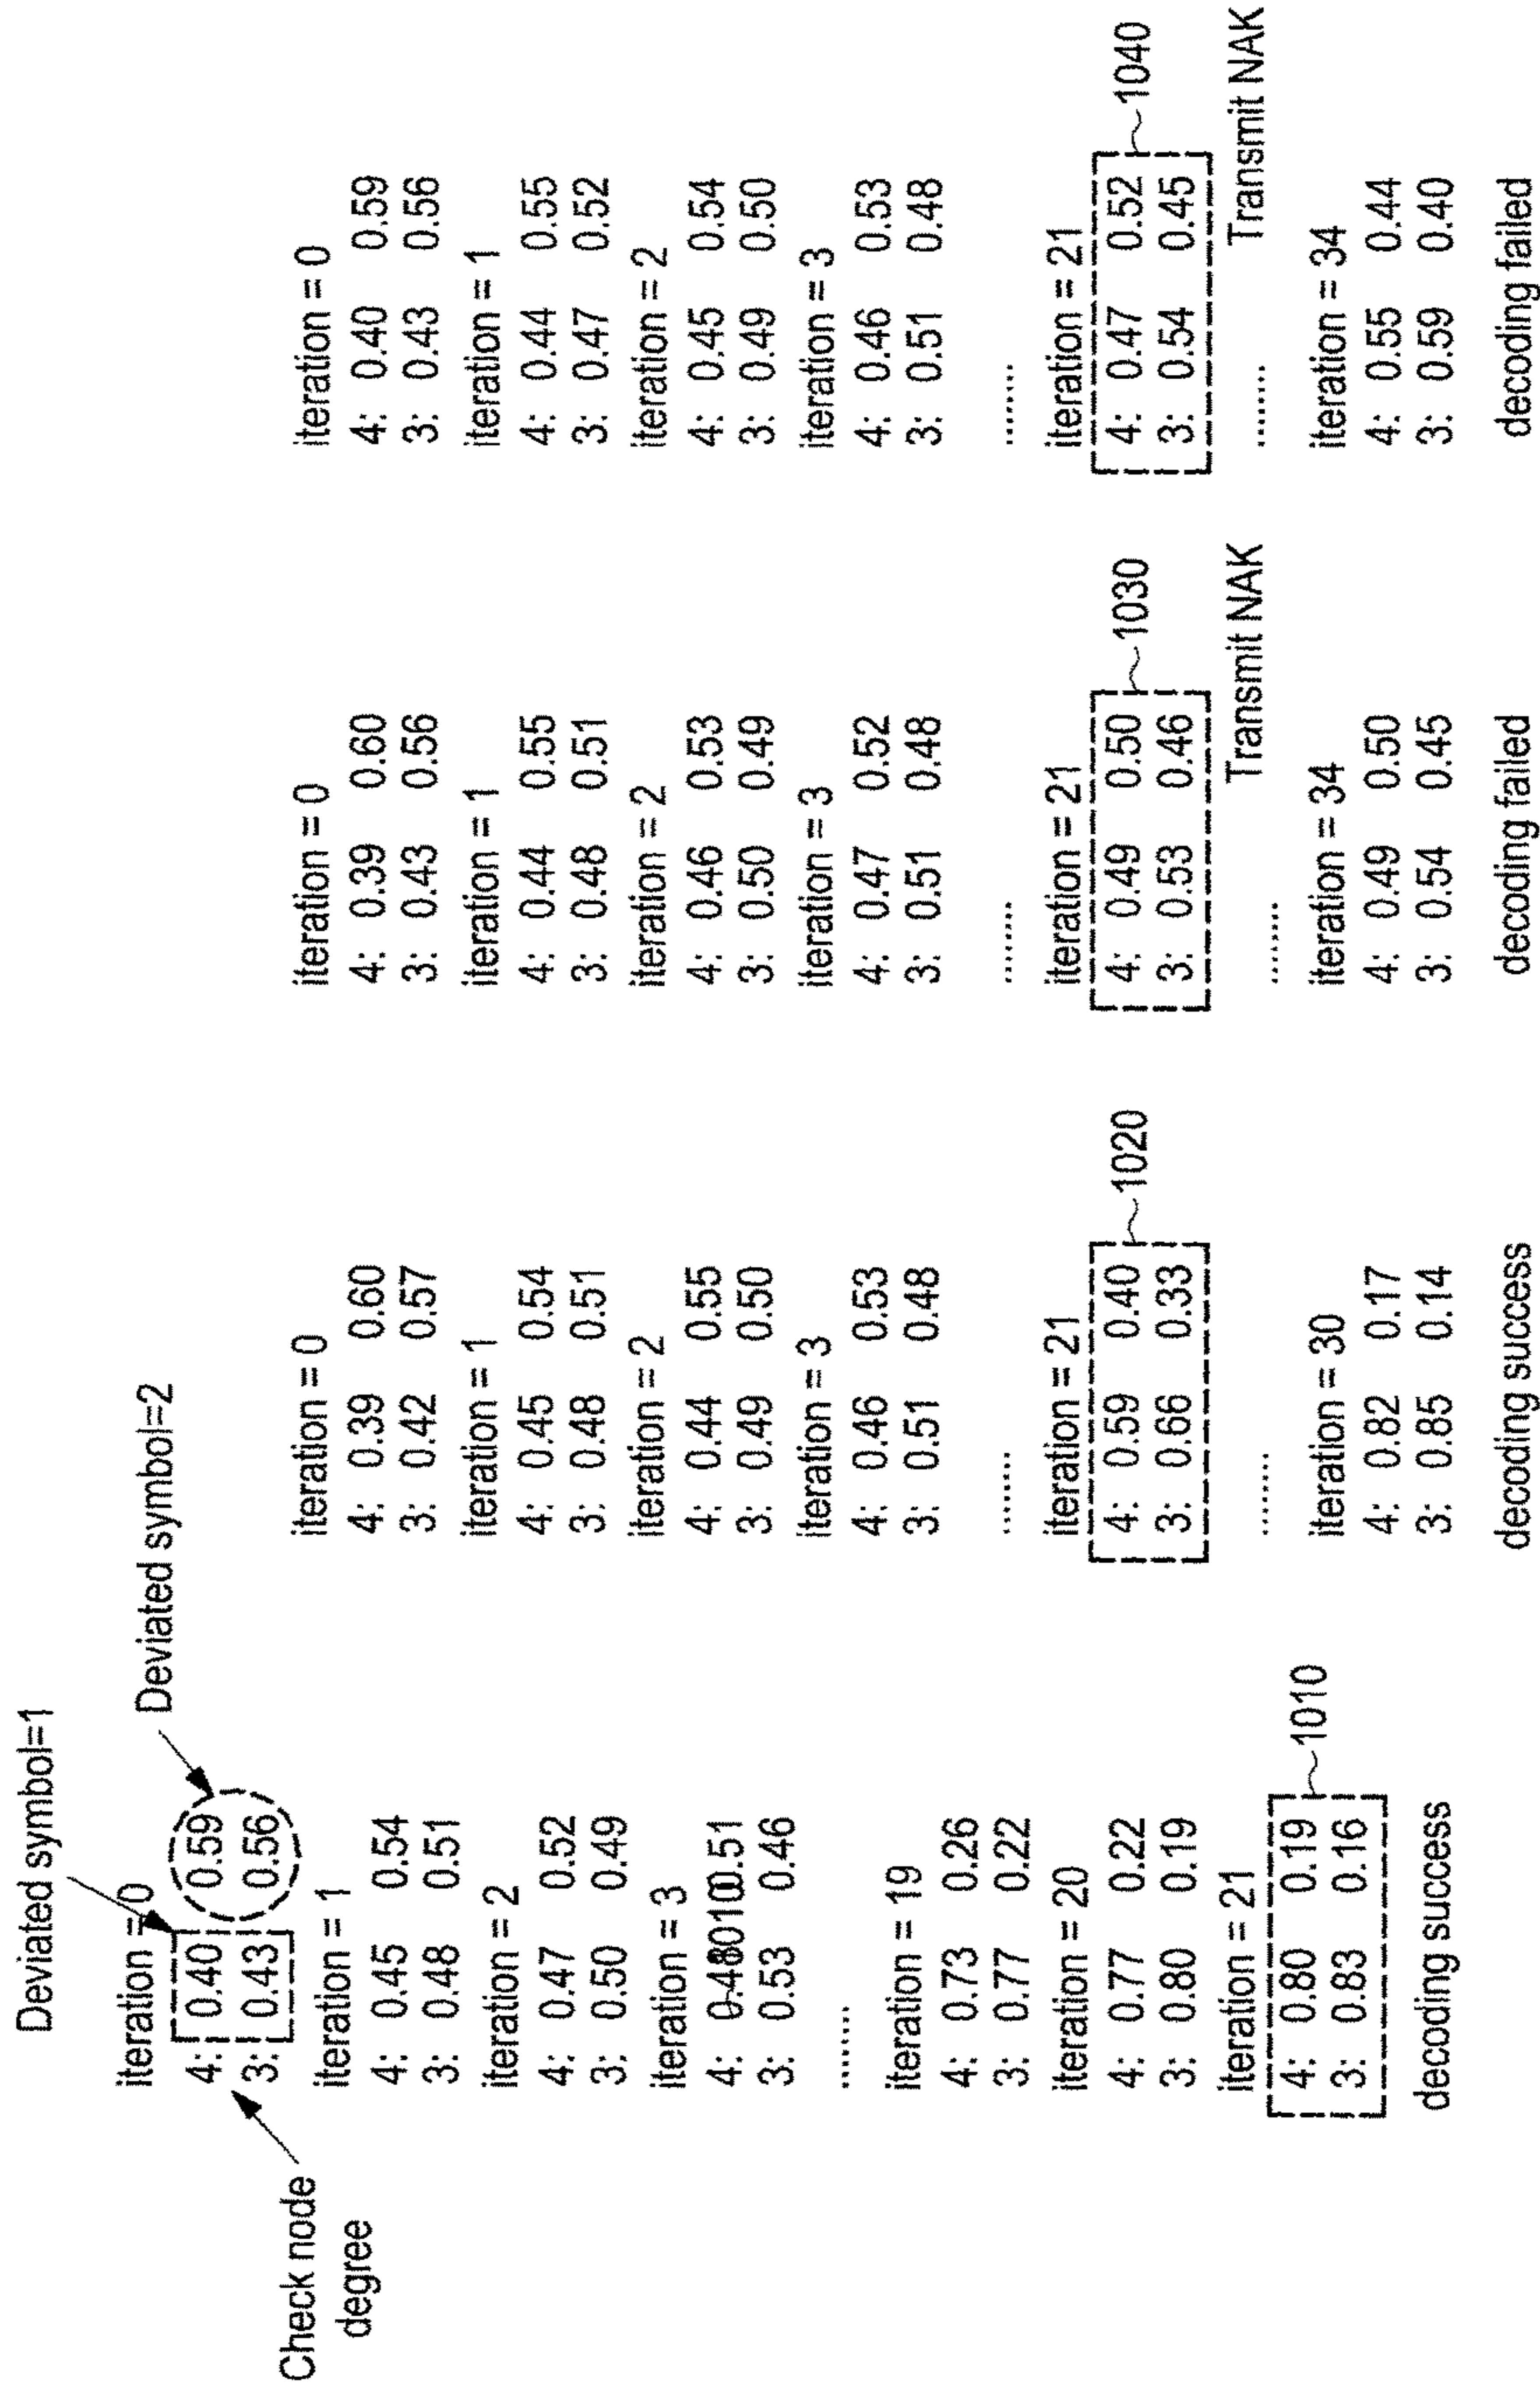 Deviated symbol=1
Deviated symbol=2
Check node
degree
iteration = 0
4: 0.40 0.59
3: 0.43 0.56
iteration = 1
4: 0.45 0.54
3: 0.48 0.51
iteration = 2
4: 0.47 0.52
3: 0.50 0.49
iteration = 3
4: 0.51
3: 0.53 0.46
........
iteration = 19
4: 0.73 0.26
3: 0.77 0.22
iteration = 20
4: 0.77 0.22
3: 0.80 0.19
iteration = 21
4: 0.80 0.19
3: 0.83 0.16
1010
decoding success
iteration = 0
4: 0.39 0.60
3: 0.42 0.57
iteration = 1
4: 0.45 0.54
3: 0.48 0.51
iteration = 2
4: 0.44 0.55
3: 0.49 0.50
iteration = 3
4: 0.46 0.53
3: 0.51 0.48
........
iteration = 21
4: 0.59 0.40
3: 0.66 0.33
1020
........
iteration = 30
4: 0.82 0.17
3: 0.85 0.14
decoding success
iteration = 0
4: 0.39 0.60
3: 0.43 0.56
iteration = 1
4: 0.44 0.55
3: 0.48 0.51
iteration = 2
4: 0.46 0.53
3: 0.50 0.49
iteration = 3
4: 0.47 0.52
3: 0.51 0.48
........
iteration = 21
4: 0.49 0.50
3: 0.53 0.46
1030
Transmit NAK
........
iteration = 34
4: 0.49 0.50
3: 0.54 0.45
decoding failed
iteration = 0
4: 0.40 0.59
3: 0.43 0.56
iteration = 1
4: 0.44 0.55
3: 0.47 0.52
iteration = 2
4: 0.45 0.54
3: 0.49 0.50
iteration = 3
4: 0.46 0.53
3: 0.51 0.48
........
iteration = 21
4: 0.47 0.52
3: 0.54 0.45
1040
Transmit NAK
........
iteration = 34
4: 0.55 0.44
3: 0.59 0.40
decoding failed